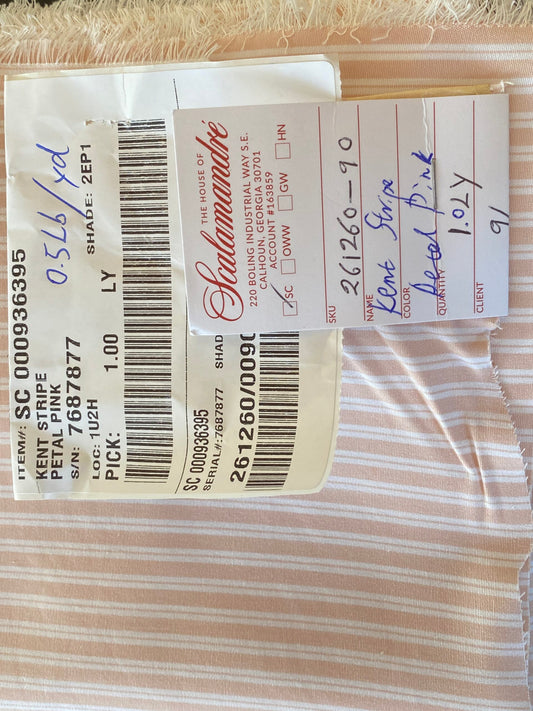 ITEM#: SC 000936395
KENT STRIPE
PETAL PINK
S/N: 7687877
LOC: 1U2H
PICK: 1.00 LY
0.5Lb/yd
SHADE: 2EP1
SC 000936395
SERIAL#:7687877 SHAD
261260/0090
THE HOUSE OF
Scalamandré
220 BOLING INDUSTRIAL WAY S.E.
CALHOUN, GEORGIA 30701
ACCOUNT #163859
SC OWW GW HN
SKU
261260-90
NAME
Kent Stripe
COLOR
Petal Pink
QUANTITY
1.0LY
CLIENT
91